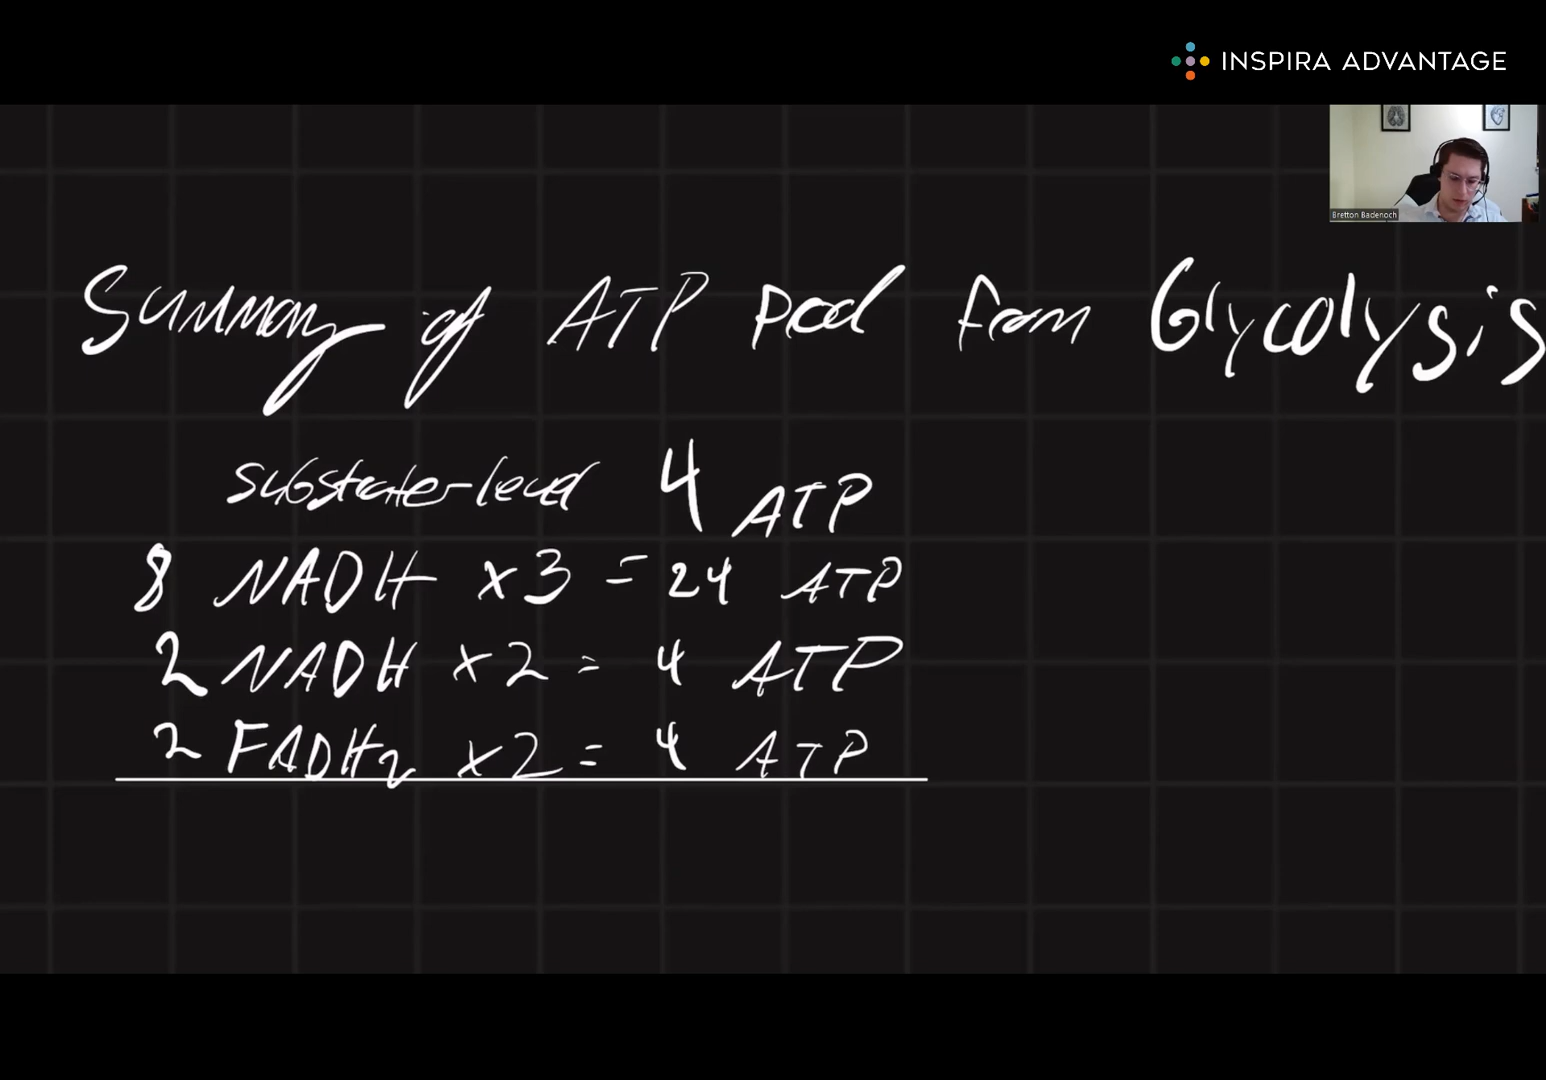 INSPIRA ADVANTAGE
Bretton Badenoch
Summary of ATP Prod from Glycolysis
substrate-level 4 ATP
8 NADH x3 = 24 ATP
2 NADH x2 = 4 ATP
2 FADH2 x2 = 4 ATP